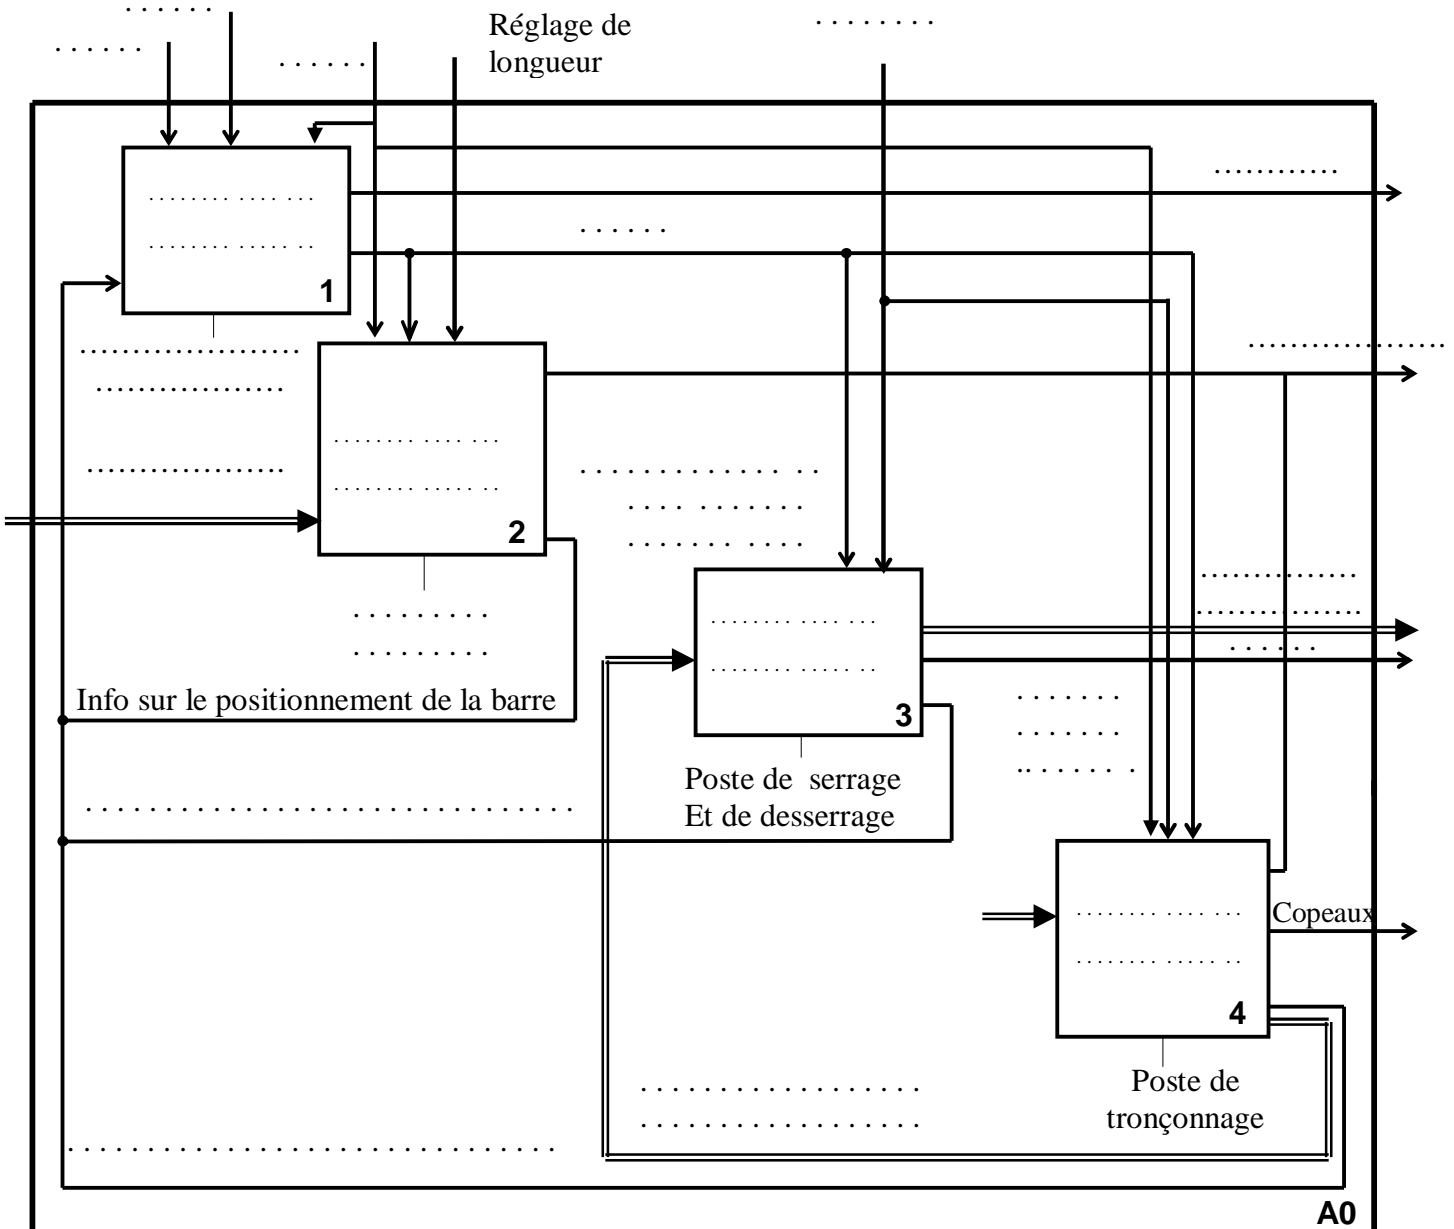 Réglage de
longueur
1
2
Info sur le positionnement de la barre
3
Poste de serrage
Et de desserrage
Copeaux
4
Poste de
tronçonnage
A0